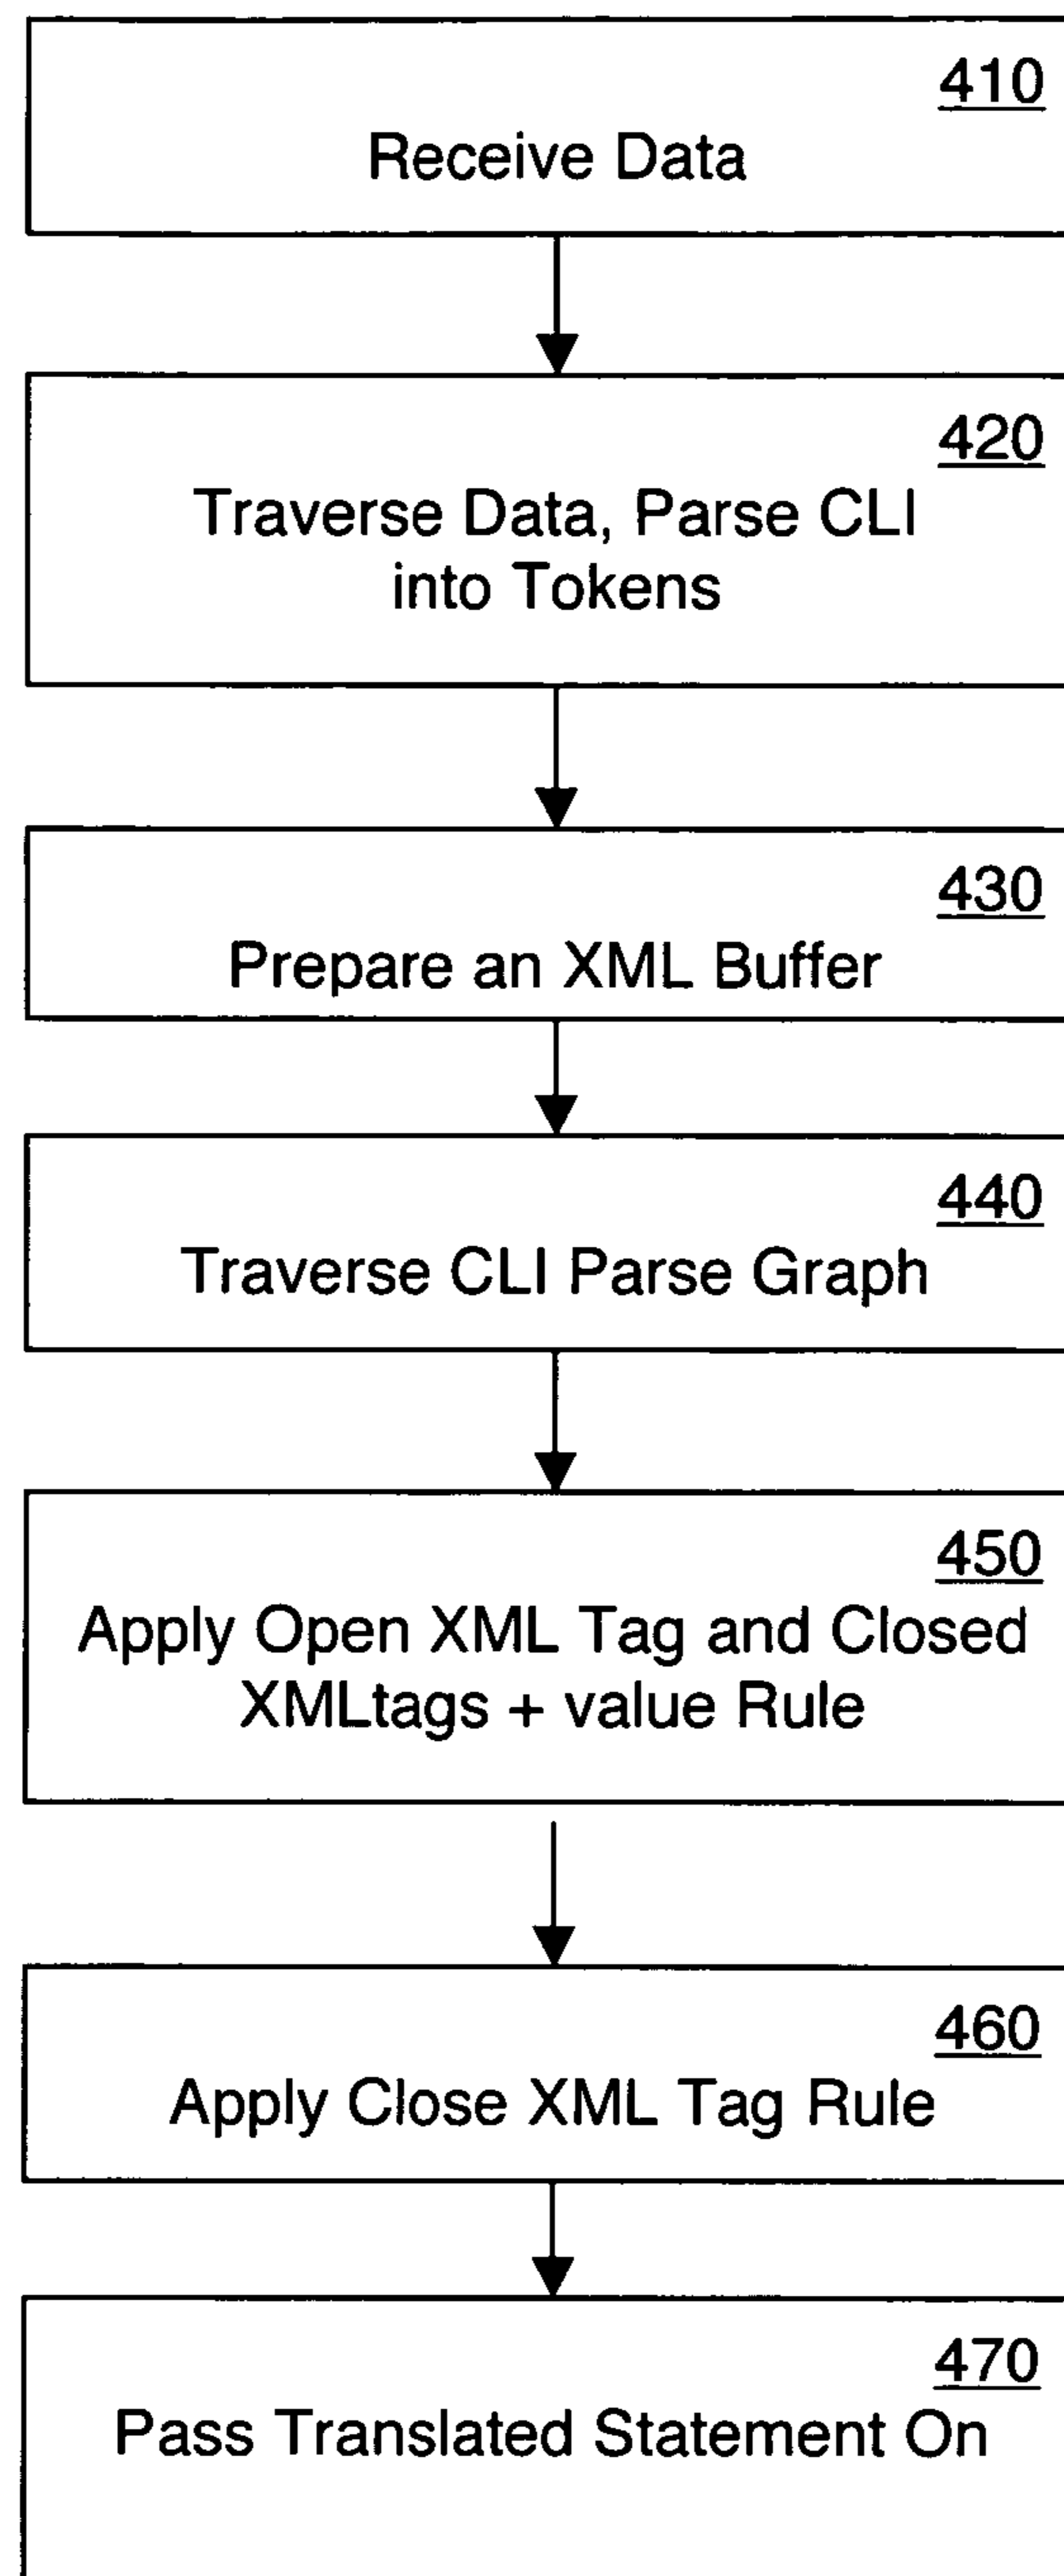 410
Receive Data
420
Traverse Data, Parse CLI
into Tokens
430
Prepare an XML Buffer
440
Traverse CLI Parse Graph
450
Apply Open XML Tag and Closed
XMLtags + value Rule
460
Apply Close XML Tag Rule
470
Pass Translated Statement On